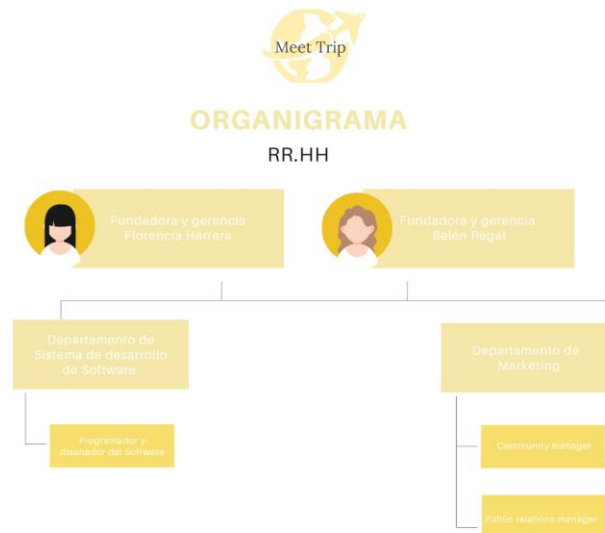 Meet Trip
ORGANIGRAMA
RR.HH
Fundadora y gerencia
Florencia Herrera
Fundadora y gerencia
Belén Regal
Departamento de
Sistema de desarrollo
de Software
Departamento de
Marketing
Programador y
diseñador del Software
Community manager
Public relations manager